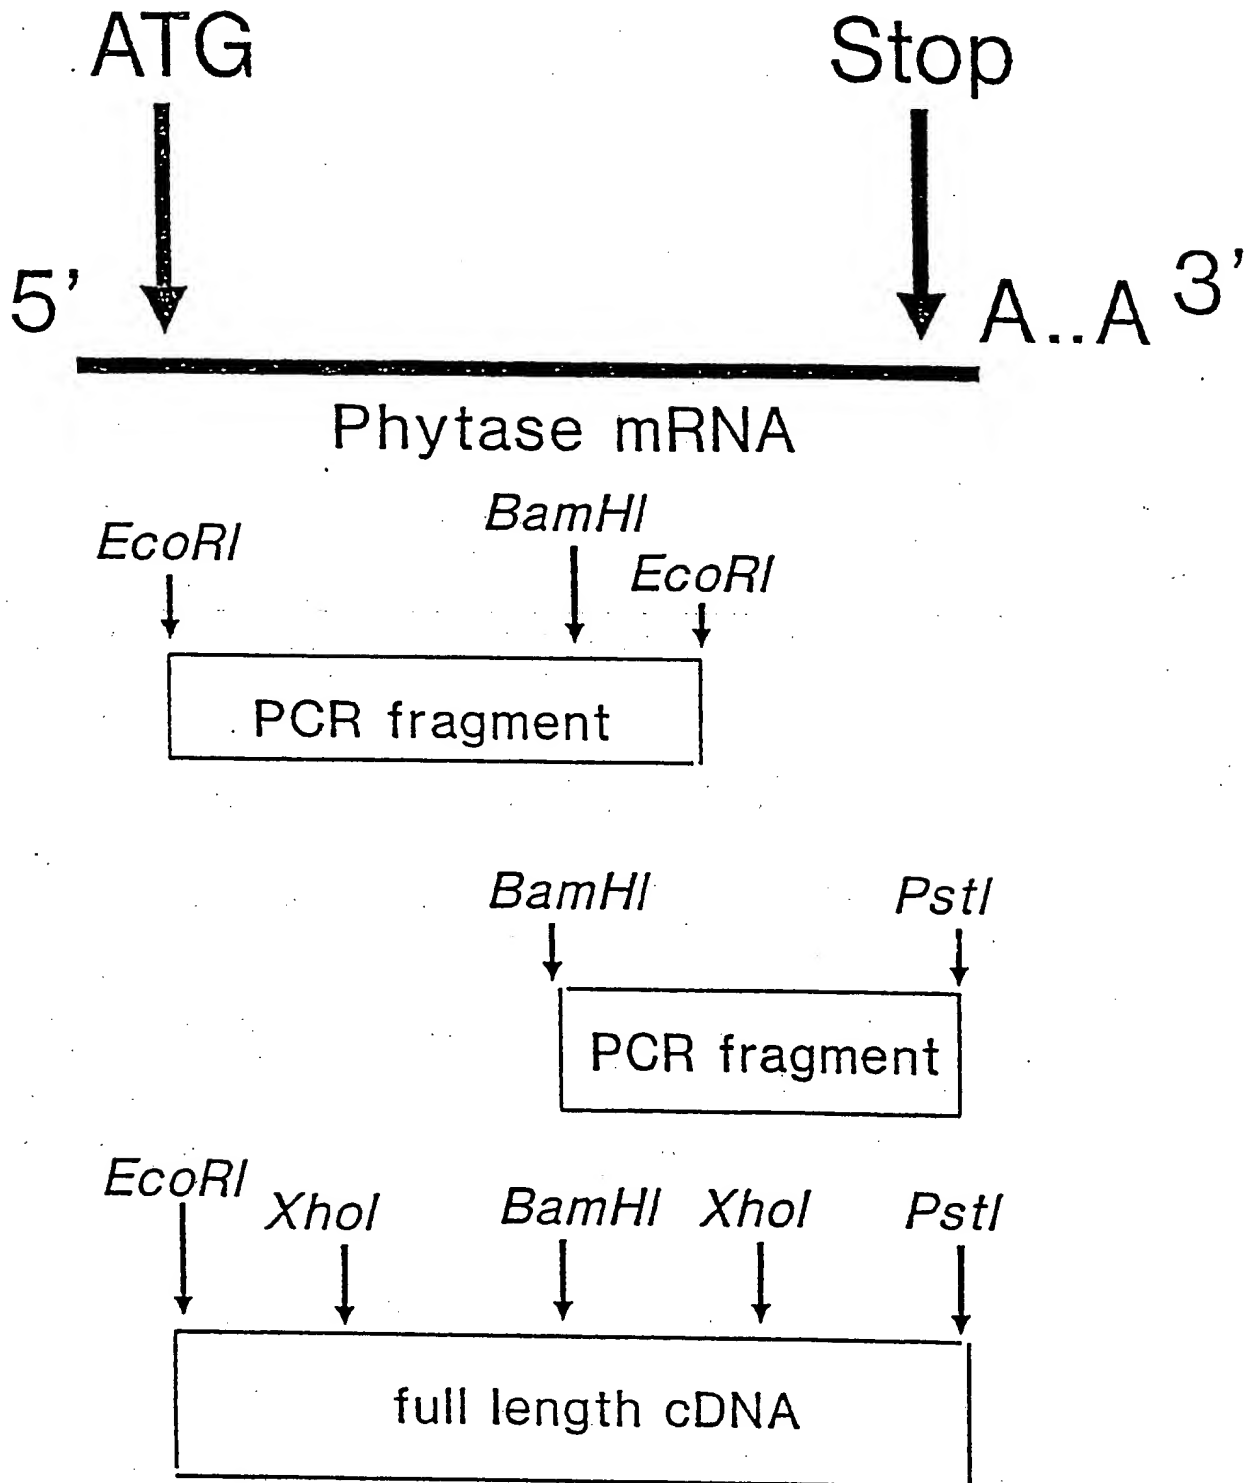 ATG Stop
5' A..A 3'
Phytase mRNA
EcoRI BamHI EcoRI
PCR fragment
BamHI PstI
PCR fragment
EcoRI XhoI BamHI XhoI PstI
full length cDNA